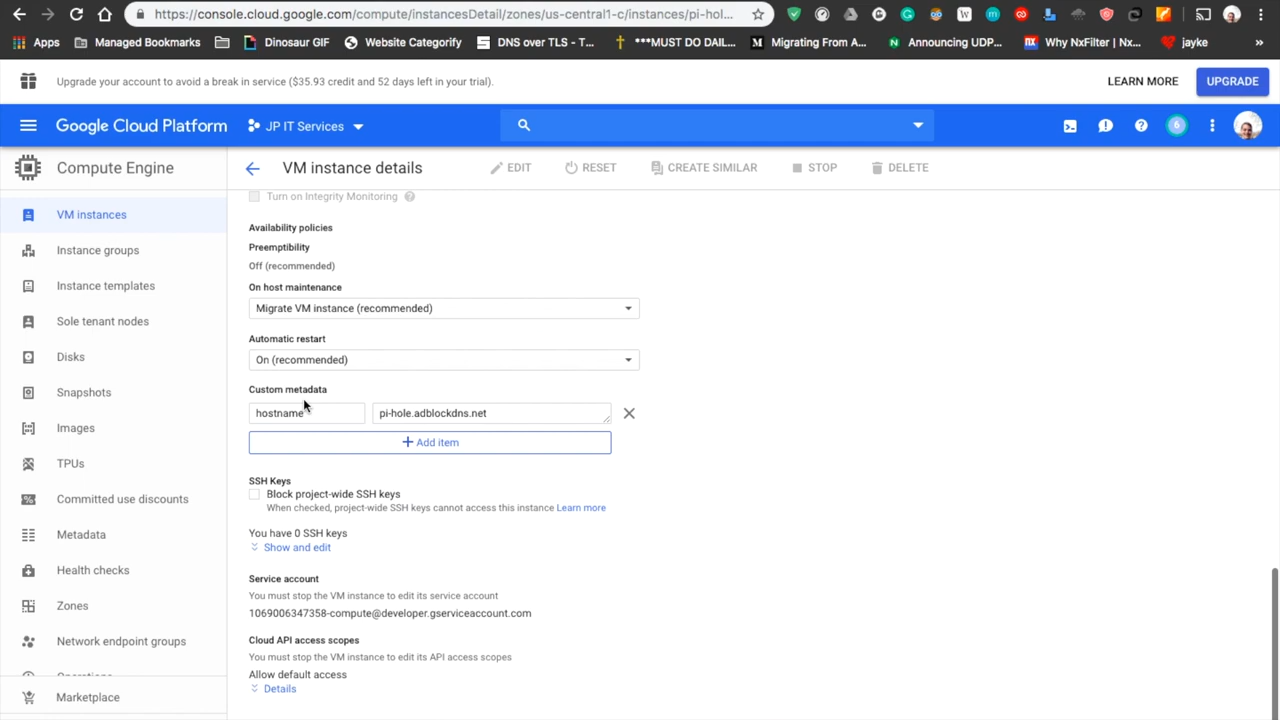 https://console.cloud.google.com/compute/instancesDetail/zones/us-central1-c/instances/pi-hol...
Apps
Managed Bookmarks
Dinosaur GIF
Website Categorify
DNS over TLS - T...
***MUST DO DAIL...
Migrating From A...
Announcing UDP...
Why NxFilter | Nx...
jayke
»
Upgrade your account to avoid a break in service ($35.93 credit and 52 days left in your trial).
LEARN MORE
UPGRADE
Google Cloud Platform
JP IT Services
6
Compute Engine
VM instance details
EDIT
RESET
CREATE SIMILAR
STOP
DELETE
VM instances
Instance groups
Instance templates
Sole tenant nodes
Disks
Snapshots
Images
TPUs
Committed use discounts
Metadata
Health checks
Zones
Network endpoint groups
Operations
Marketplace
Turn on Integrity Monitoring
Availability policies
Preemptibility
Off (recommended)
On host maintenance
Migrate VM instance (recommended)
Automatic restart
On (recommended)
Custom metadata
hostname
pi-hole.adblockdns.net
+ Add item
SSH Keys
Block project-wide SSH keys
When checked, project-wide SSH keys cannot access this instance Learn more
You have 0 SSH keys
Show and edit
Service account
You must stop the VM instance to edit its service account
1069006347358-compute@developer.gserviceaccount.com
Cloud API access scopes
You must stop the VM instance to edit its API access scopes
Allow default access
Details